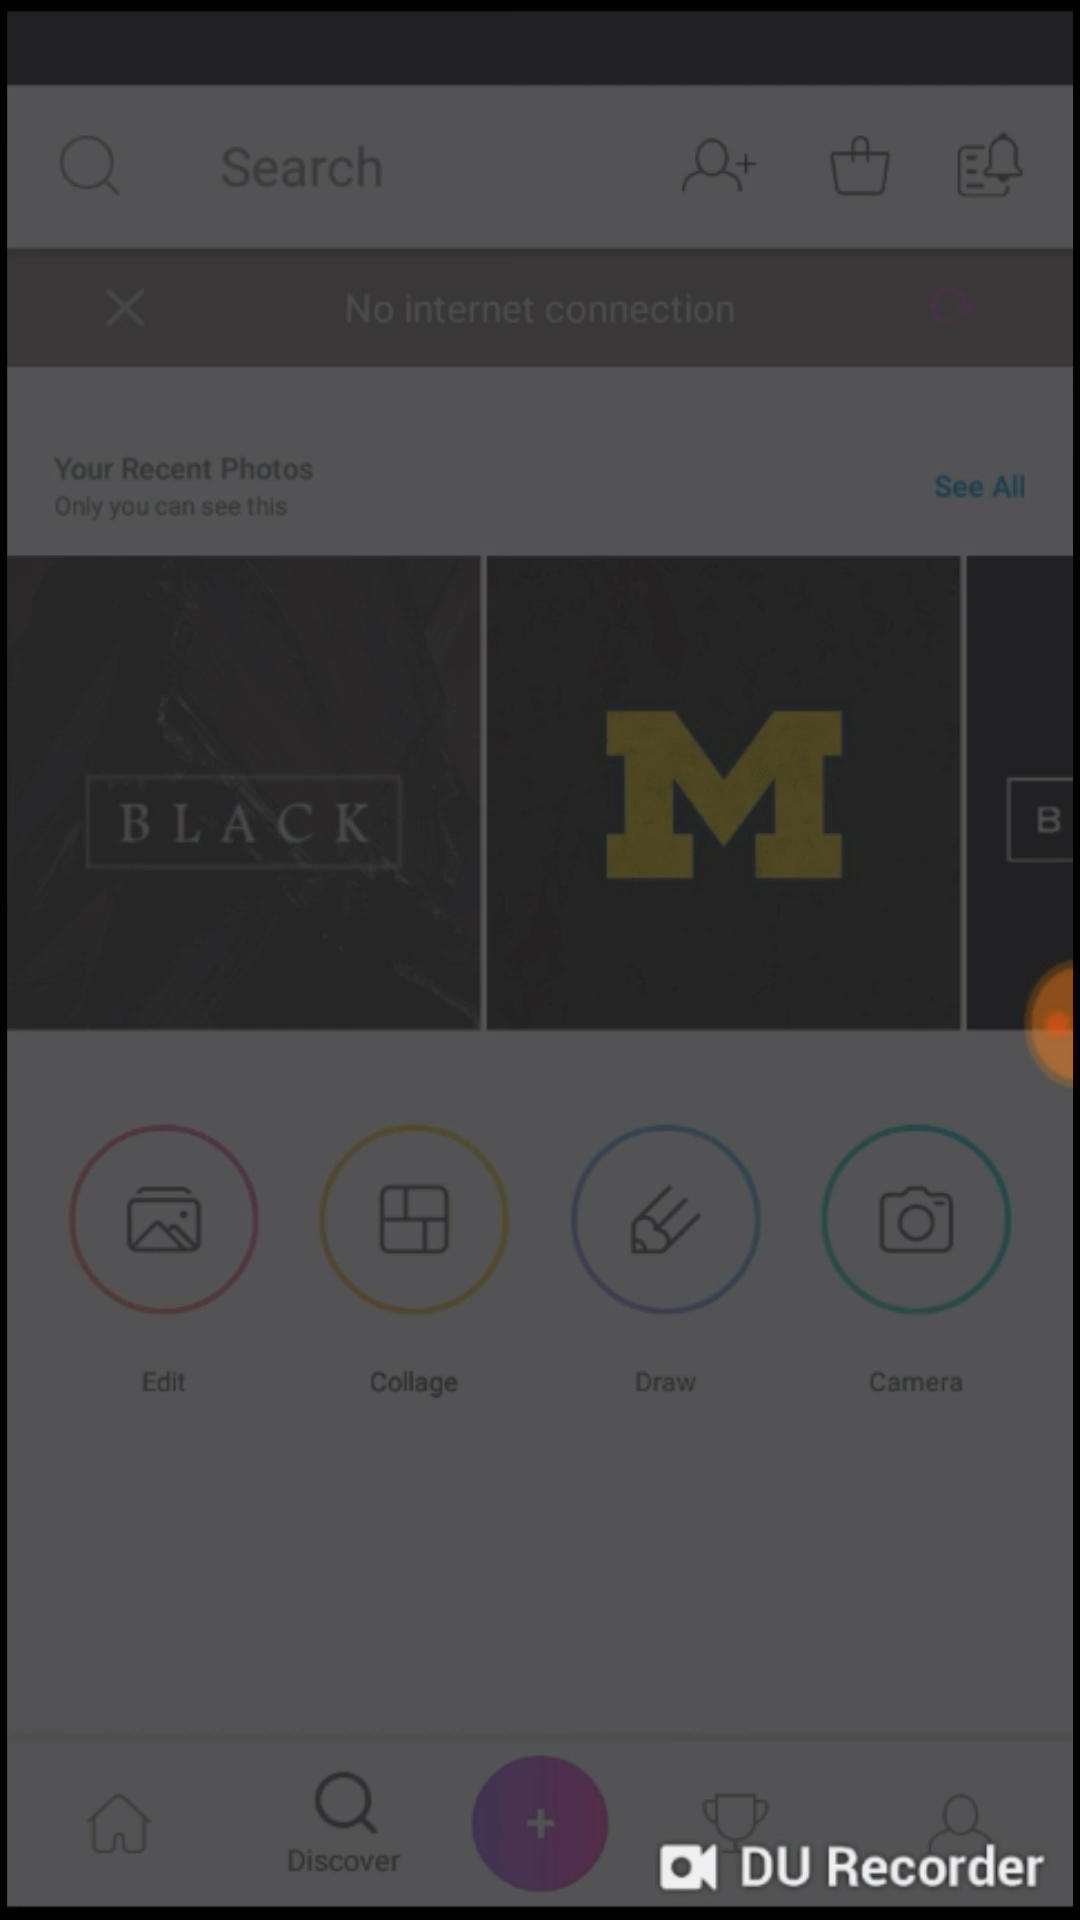 Search
No internet connection
Your Recent Photos
Only you can see this
See All
BLACK
M
B
Edit
Collage
Draw
Camera
Discover
DU Recorder